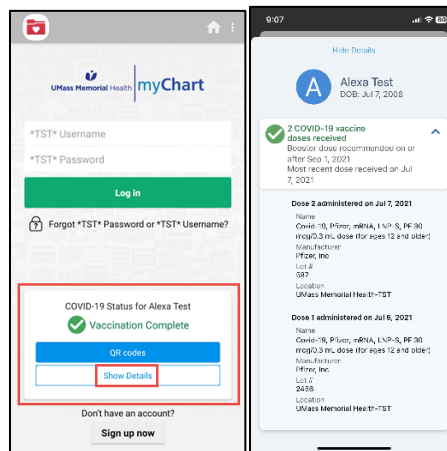 UMass Memorial Health
myChart
*TST* Username
*TST* Password
Log in
Forgot *TST* Password or *TST* Username?
COVID-19 Status for Alexa Test
Vaccination Complete
QR codes
Show Details
Don't have an account?
Sign up now
9:07
Hide Details
A
Alexa Test
DOB: Jul 7, 2008
2 COVID-19 vaccine
doses received
Booster dose recommended on or
after Sep 1, 2021
Most recent dose received on Jul
7, 2021
Dose 2 administered on Jul 7, 2021
Name
Covid-19, Pfizer, mRNA, LNP-S, PF 30
mcg/0.3 mL dose (for ages 12 and older)
Manufacturer
Pfizer, Inc
Lot #
587
Location
UMass Memorial Health-TST
Dose 1 administered on Jul 6, 2021
Name
Covid-19, Pfizer, mRNA, LNP-S, PF 30
mcg/0.3 mL dose (for ages 12 and older)
Manufacturer
Pfizer, Inc
Lot #
2456
Location
UMass Memorial Health-TST